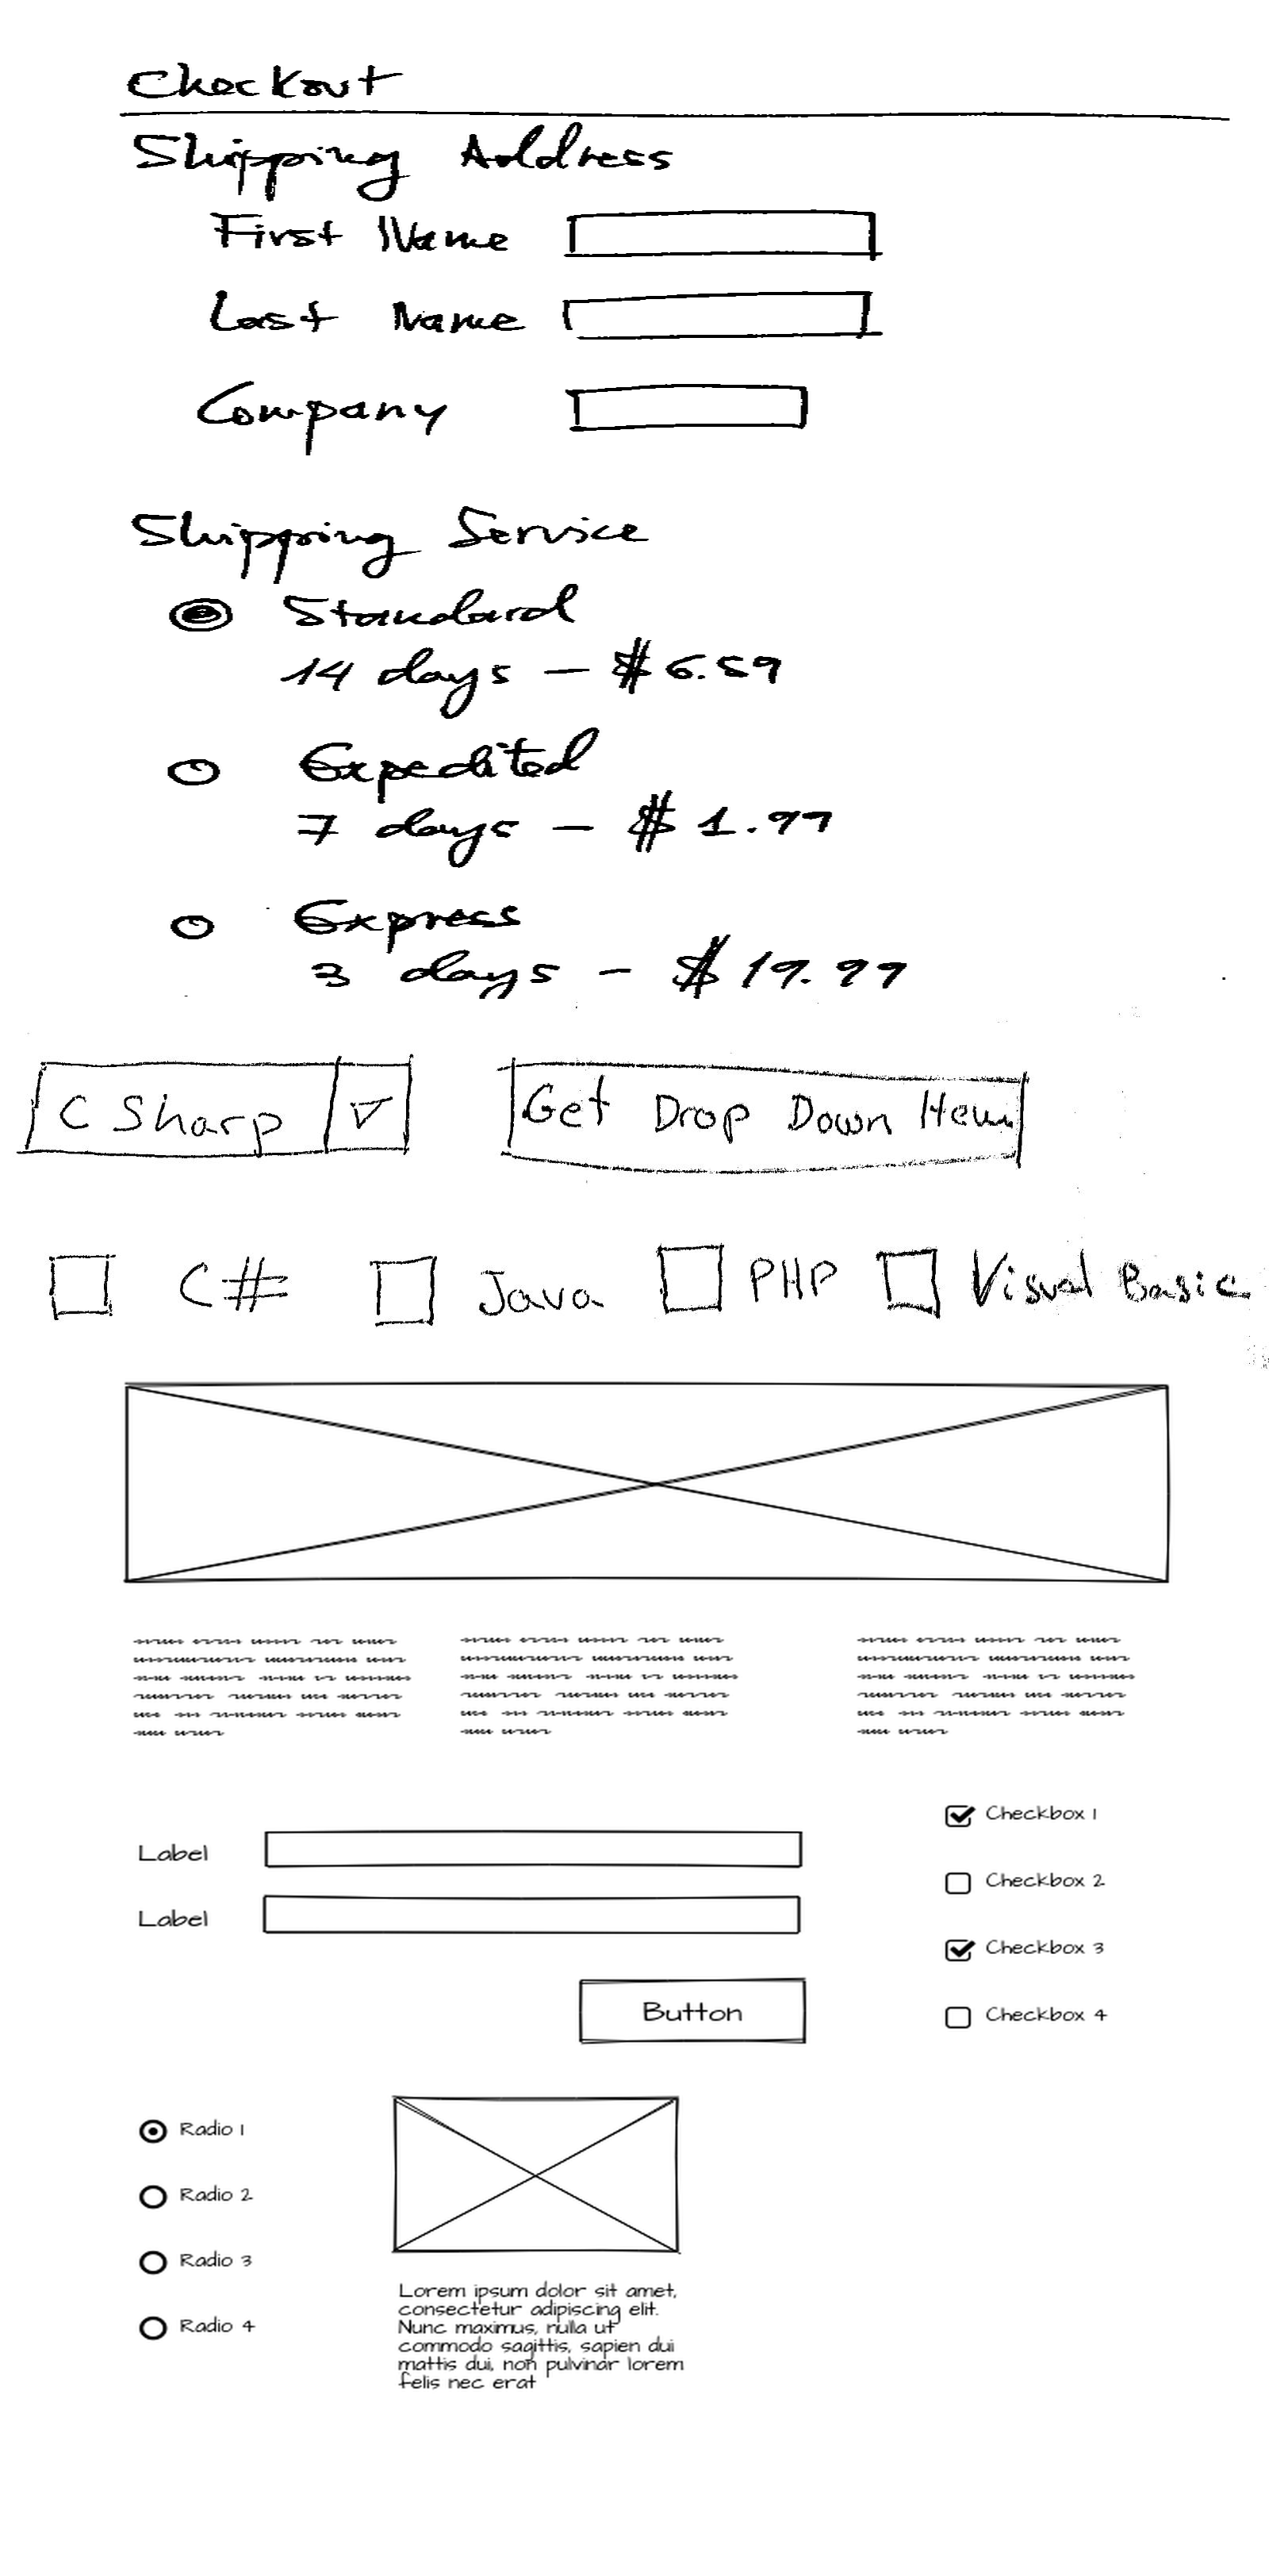 Checkout
Shipping Address
First Name
Last Name
Company
Shipping Service
Standard
14 days – $6.59
Expedited
7 days – $1.99
Express
3 days – $19.99
C Sharp
Get Drop Down
C# Java PHP Visual Basic
Label
Label
Button
Checkbox 1
Checkbox 2
Checkbox 3
Checkbox 4
Radio 1
Radio 2
Radio 3
Radio 4
Lorem ipsum dolor sit amet,
consectetur adipiscing elit.
Nunc maximus, nulla ut
commodo sagittis, sapien dui
mattis dui, non pulvinar lorem
felis nec erat